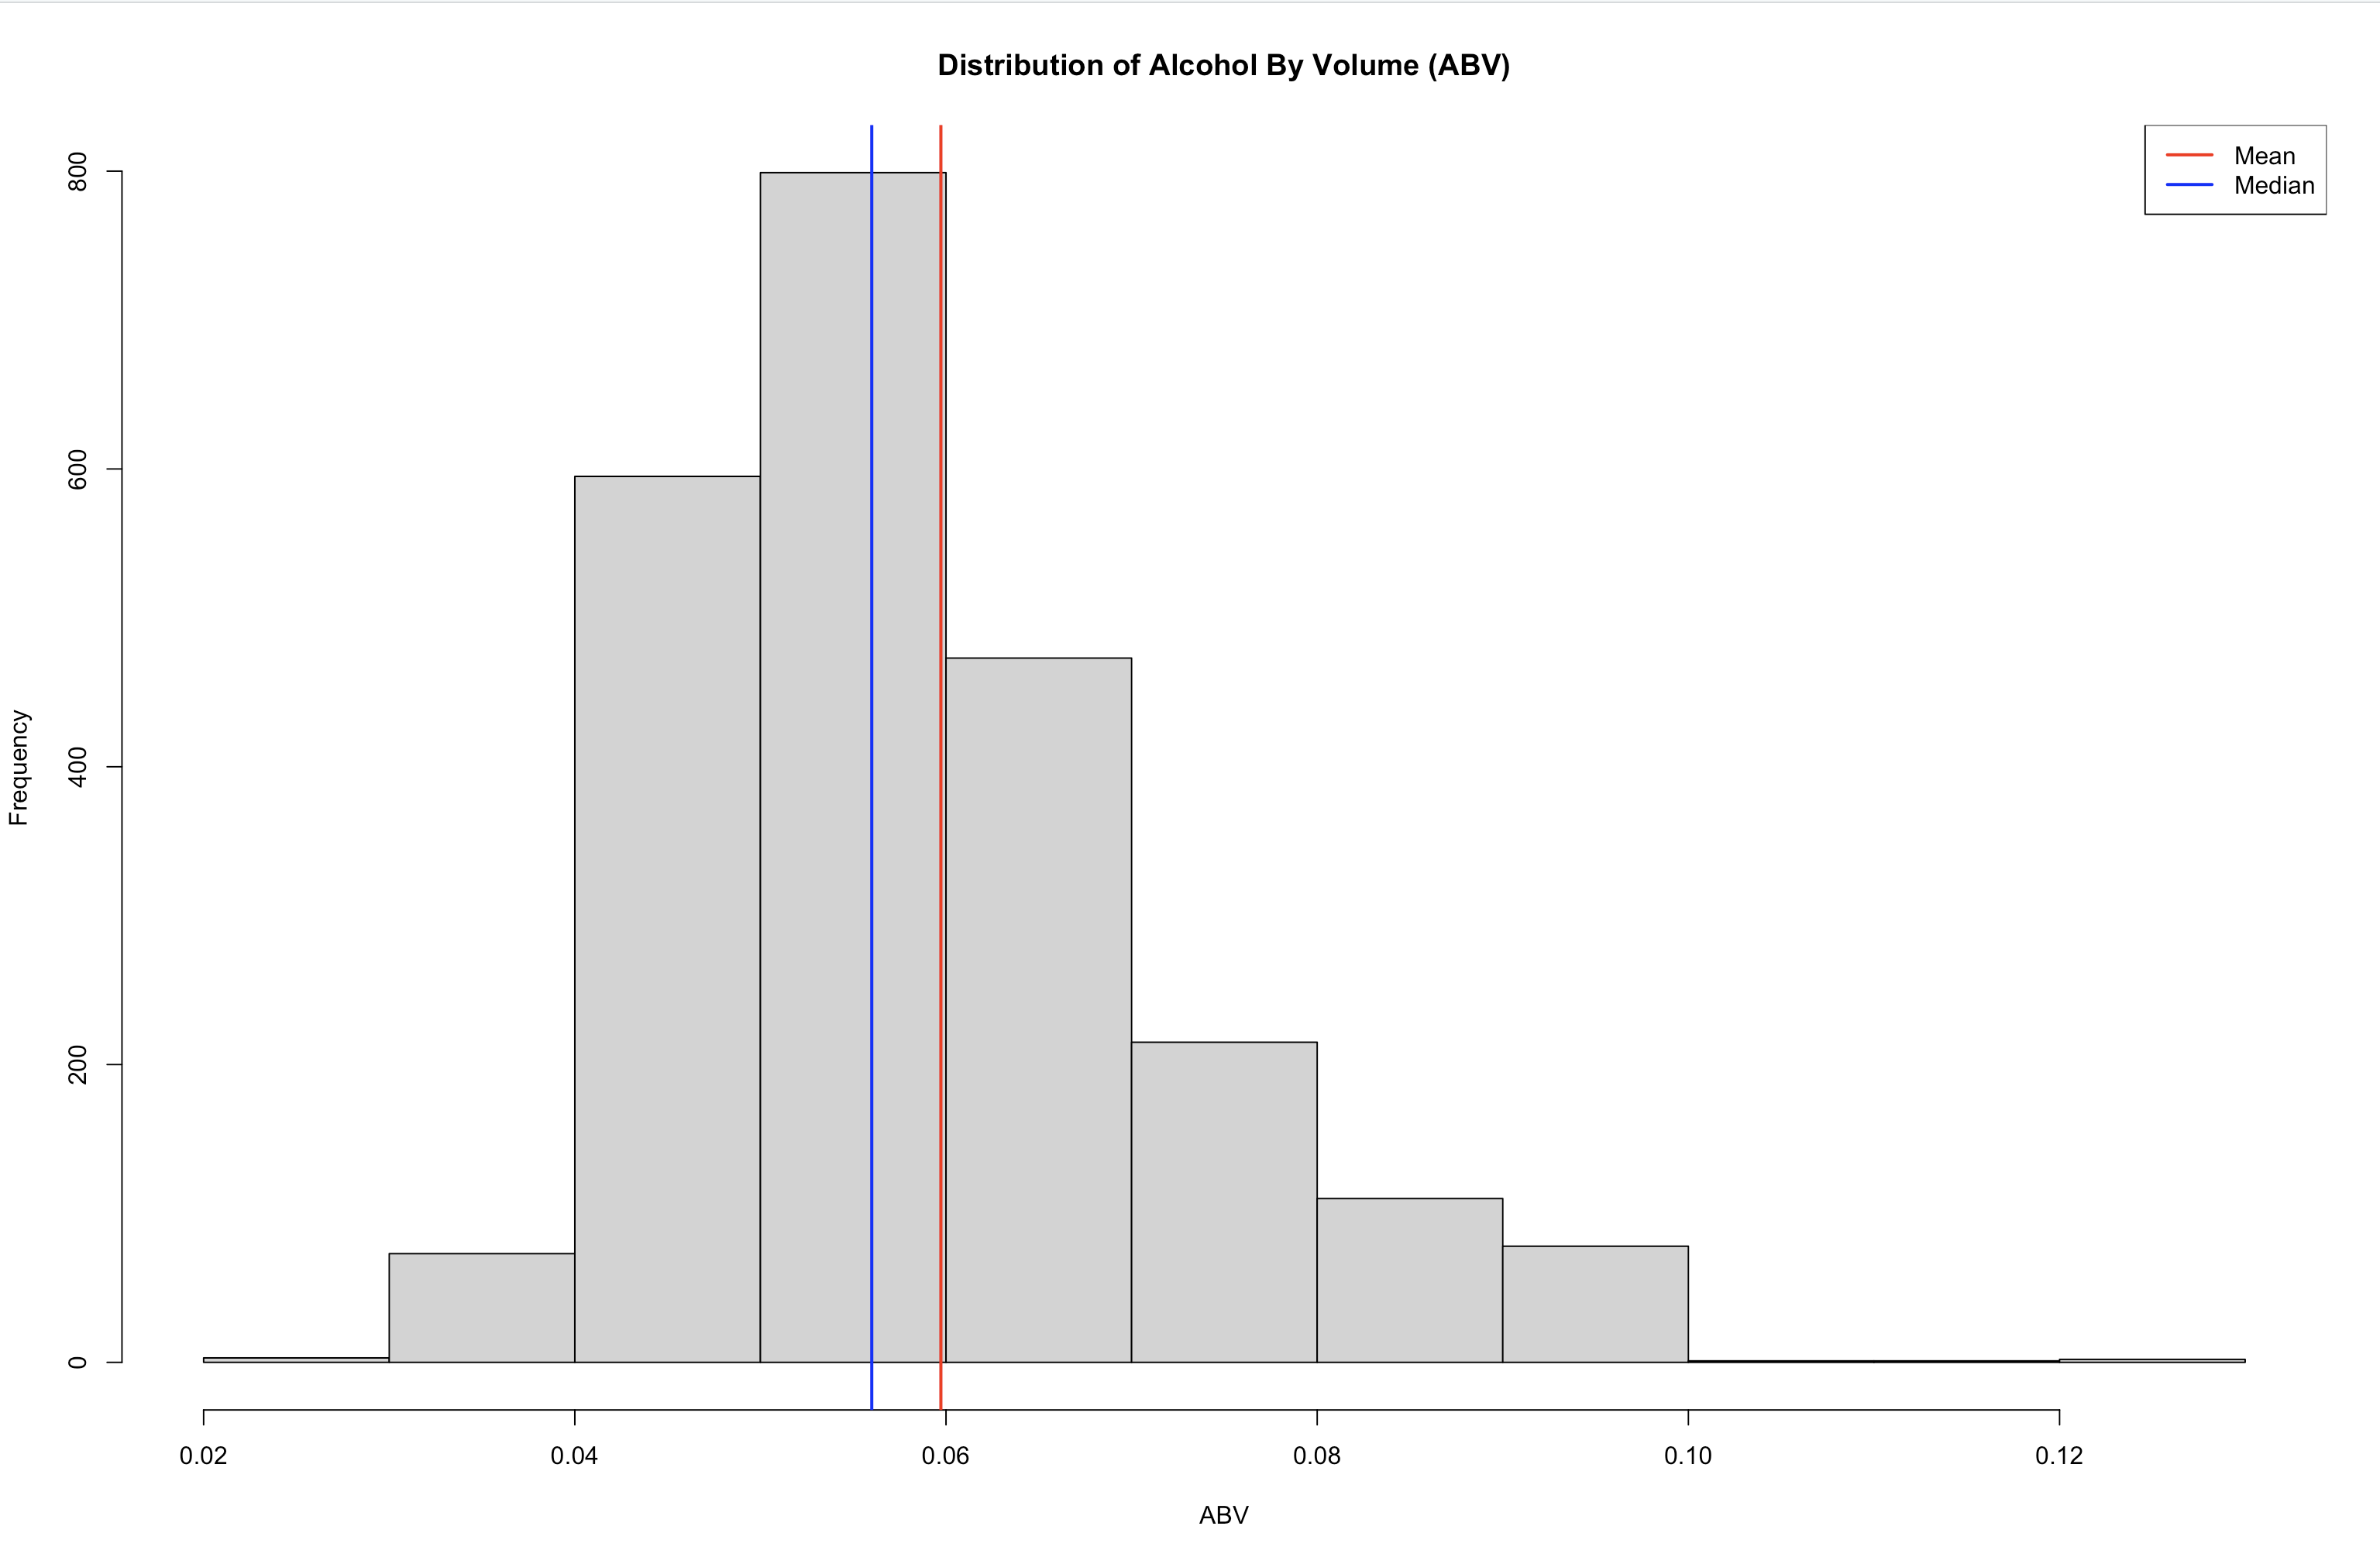 Distribution of Alcohol By Volume (ABV)
Mean
Median
Frequency
800
600
400
200
0
0.02 0.04 0.06 0.08 0.10 0.12
ABV